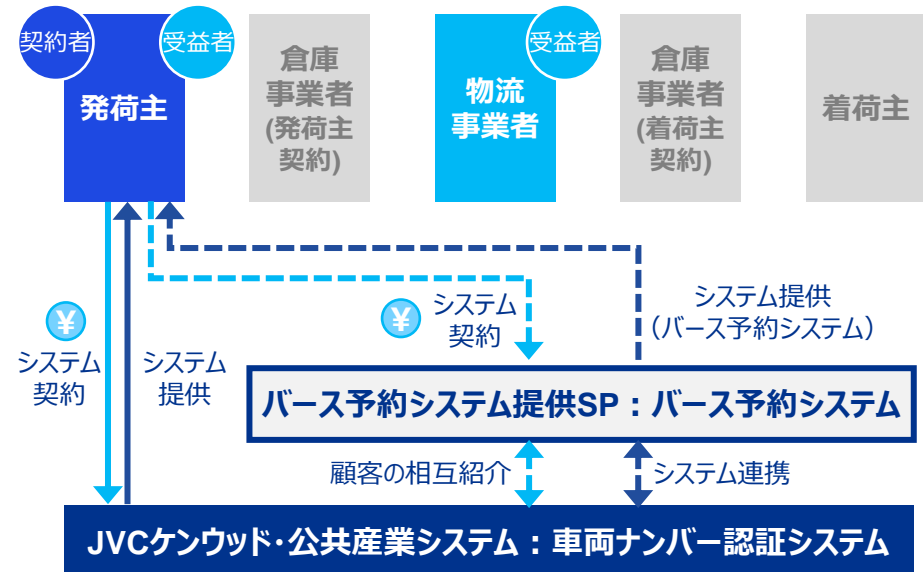 契約者
受益者
発荷主
倉庫
事業者
(発荷主
契約)
受益者
物流
事業者
倉庫
事業者
(着荷主
契約)
着荷主
¥
システム
契約
システム
提供
¥
システム
契約
システム提供
（バース予約システム）
バース予約システム提供SP：バース予約システム
顧客の相互紹介
システム連携
JVCケンウッド・公共産業システム：車両ナンバー認証システム